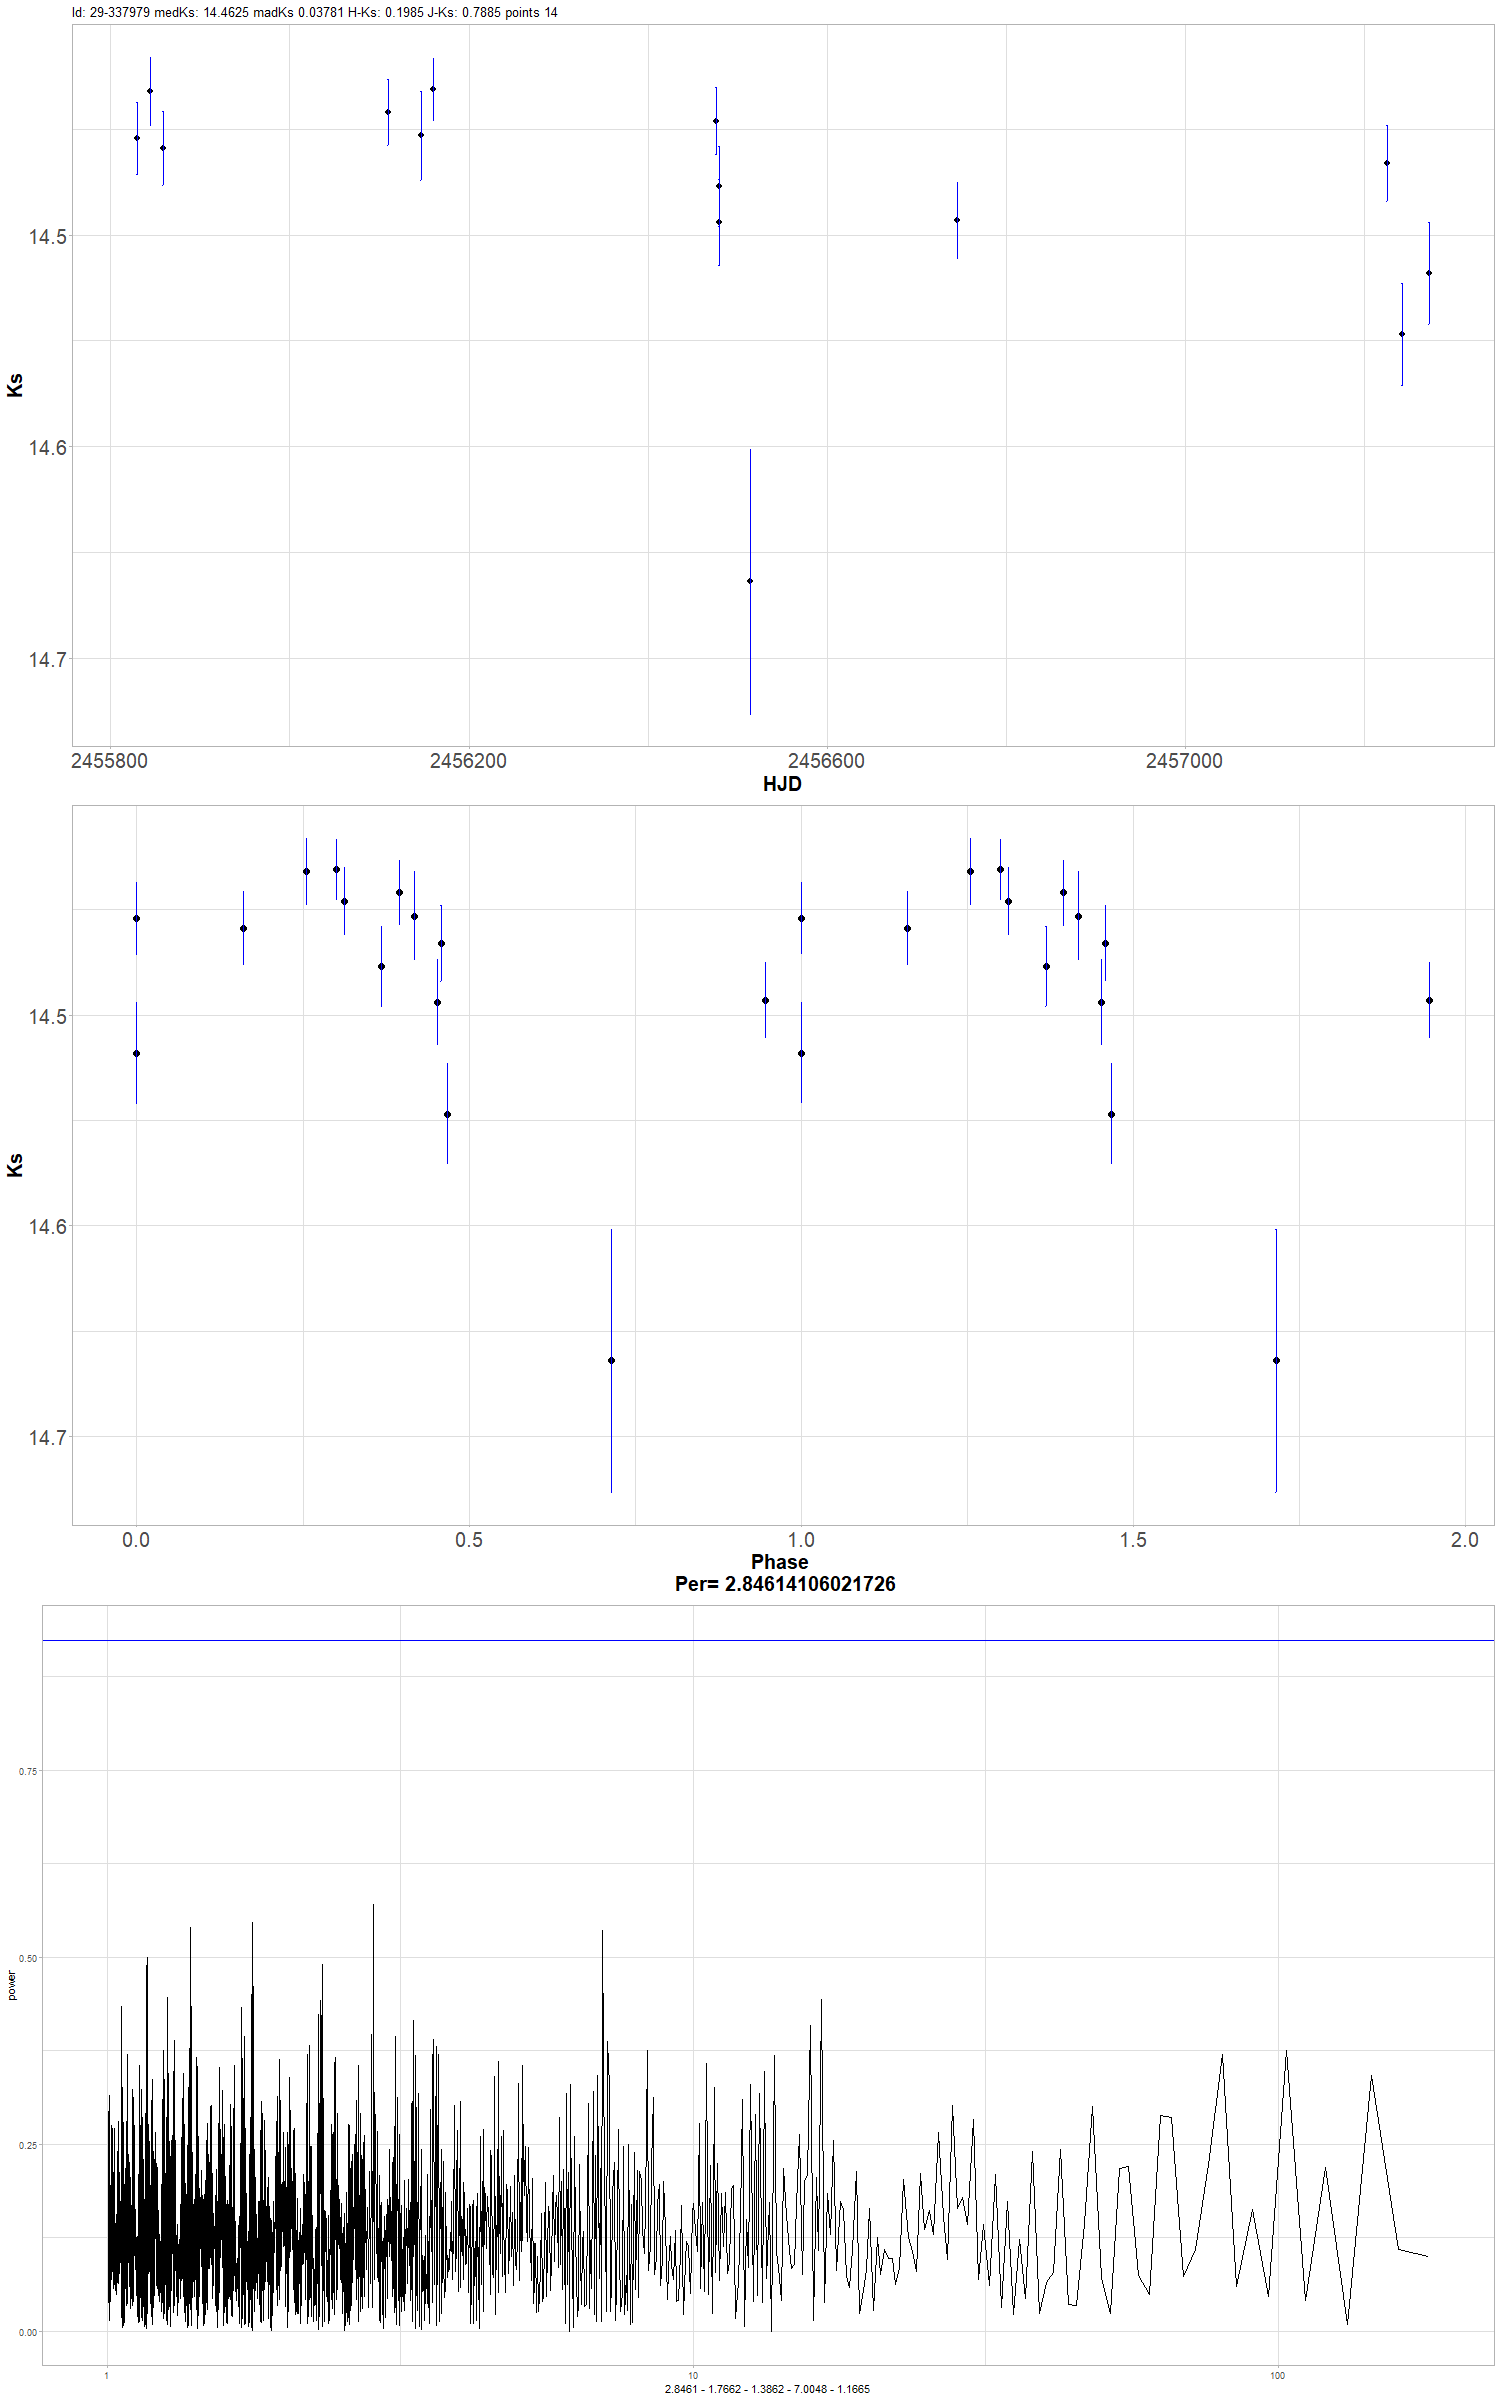 Id: 29-337979 medKs: 14.4625 madKs 0.03781 H-Ks: 0.1985 J-Ks: 0.7885 points 14
14.5
14.6
14.7
Ks
2455800 2456200 2456600 2457000
HJD
14.5
14.6
14.7
Ks
0.0 0.5 1.0 1.5 2.0
Phase
Per= 2.84614106021726
0.75
0.50
0.25
0.00
power
1 10 100
2.8461 - 1.7662 - 1.3862 - 7.0048 - 1.1665